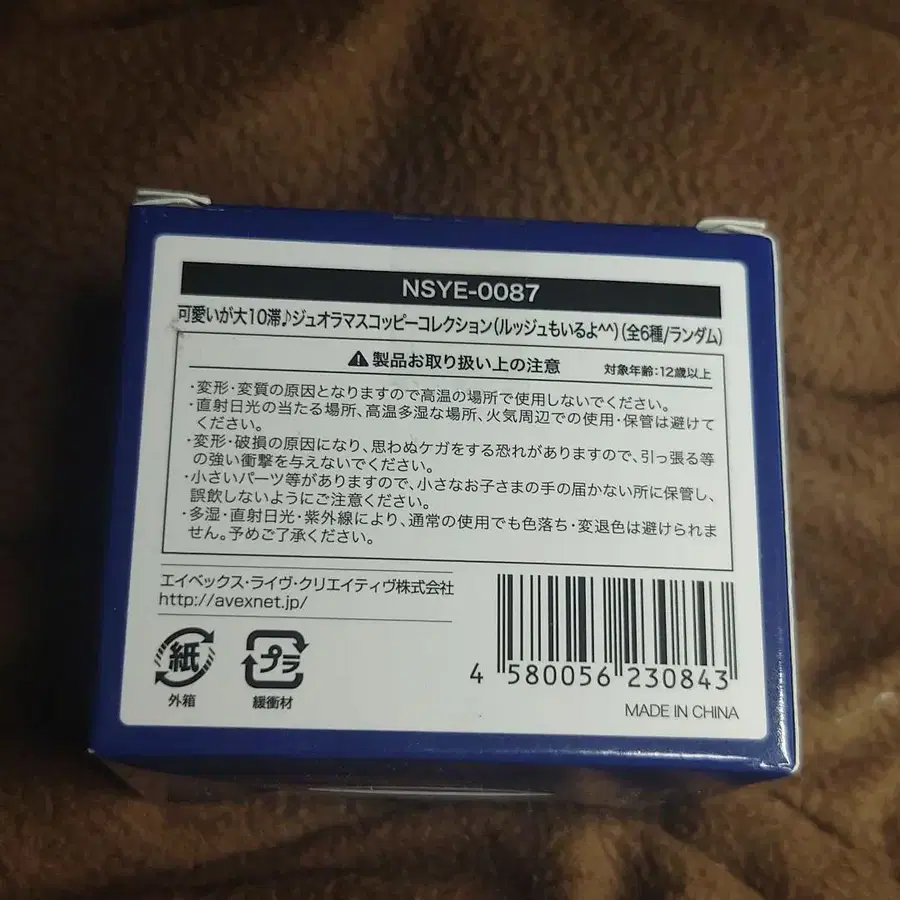 NSYE-0087
可愛いが大10滞♪ジュオラマスコッピーコレクション(ルッジュもいるよ^^)(全6種/ランダム)
⚠製品お取り扱い上の注意
対象年齢:12歳以上
・変形・変質の原因となりますので高温の場所で使用しないでください。
・直射日光の当たる場所、高温多湿な場所、火気周辺での使用・保管は避けて
ください。
・変形・破損の原因になり、思わぬケガをする恐れがありますので、引っ張る等
の強い衝撃を与えないでください。
・小さいパーツ等がありますので、小さなお子さまの手の届かない所に保管し、
誤飲しないようにご注意ください。
・多湿・直射日光・紫外線により、通常の使用でも色落ち・変退色は避けられま
せん。予めご了承ください。
エイベックス・ライヴ・クリエイティヴ株式会社
http://avexnet.jp/
紙
外箱
プラ
緩衝材
4 580056 230843
MADE IN CHINA